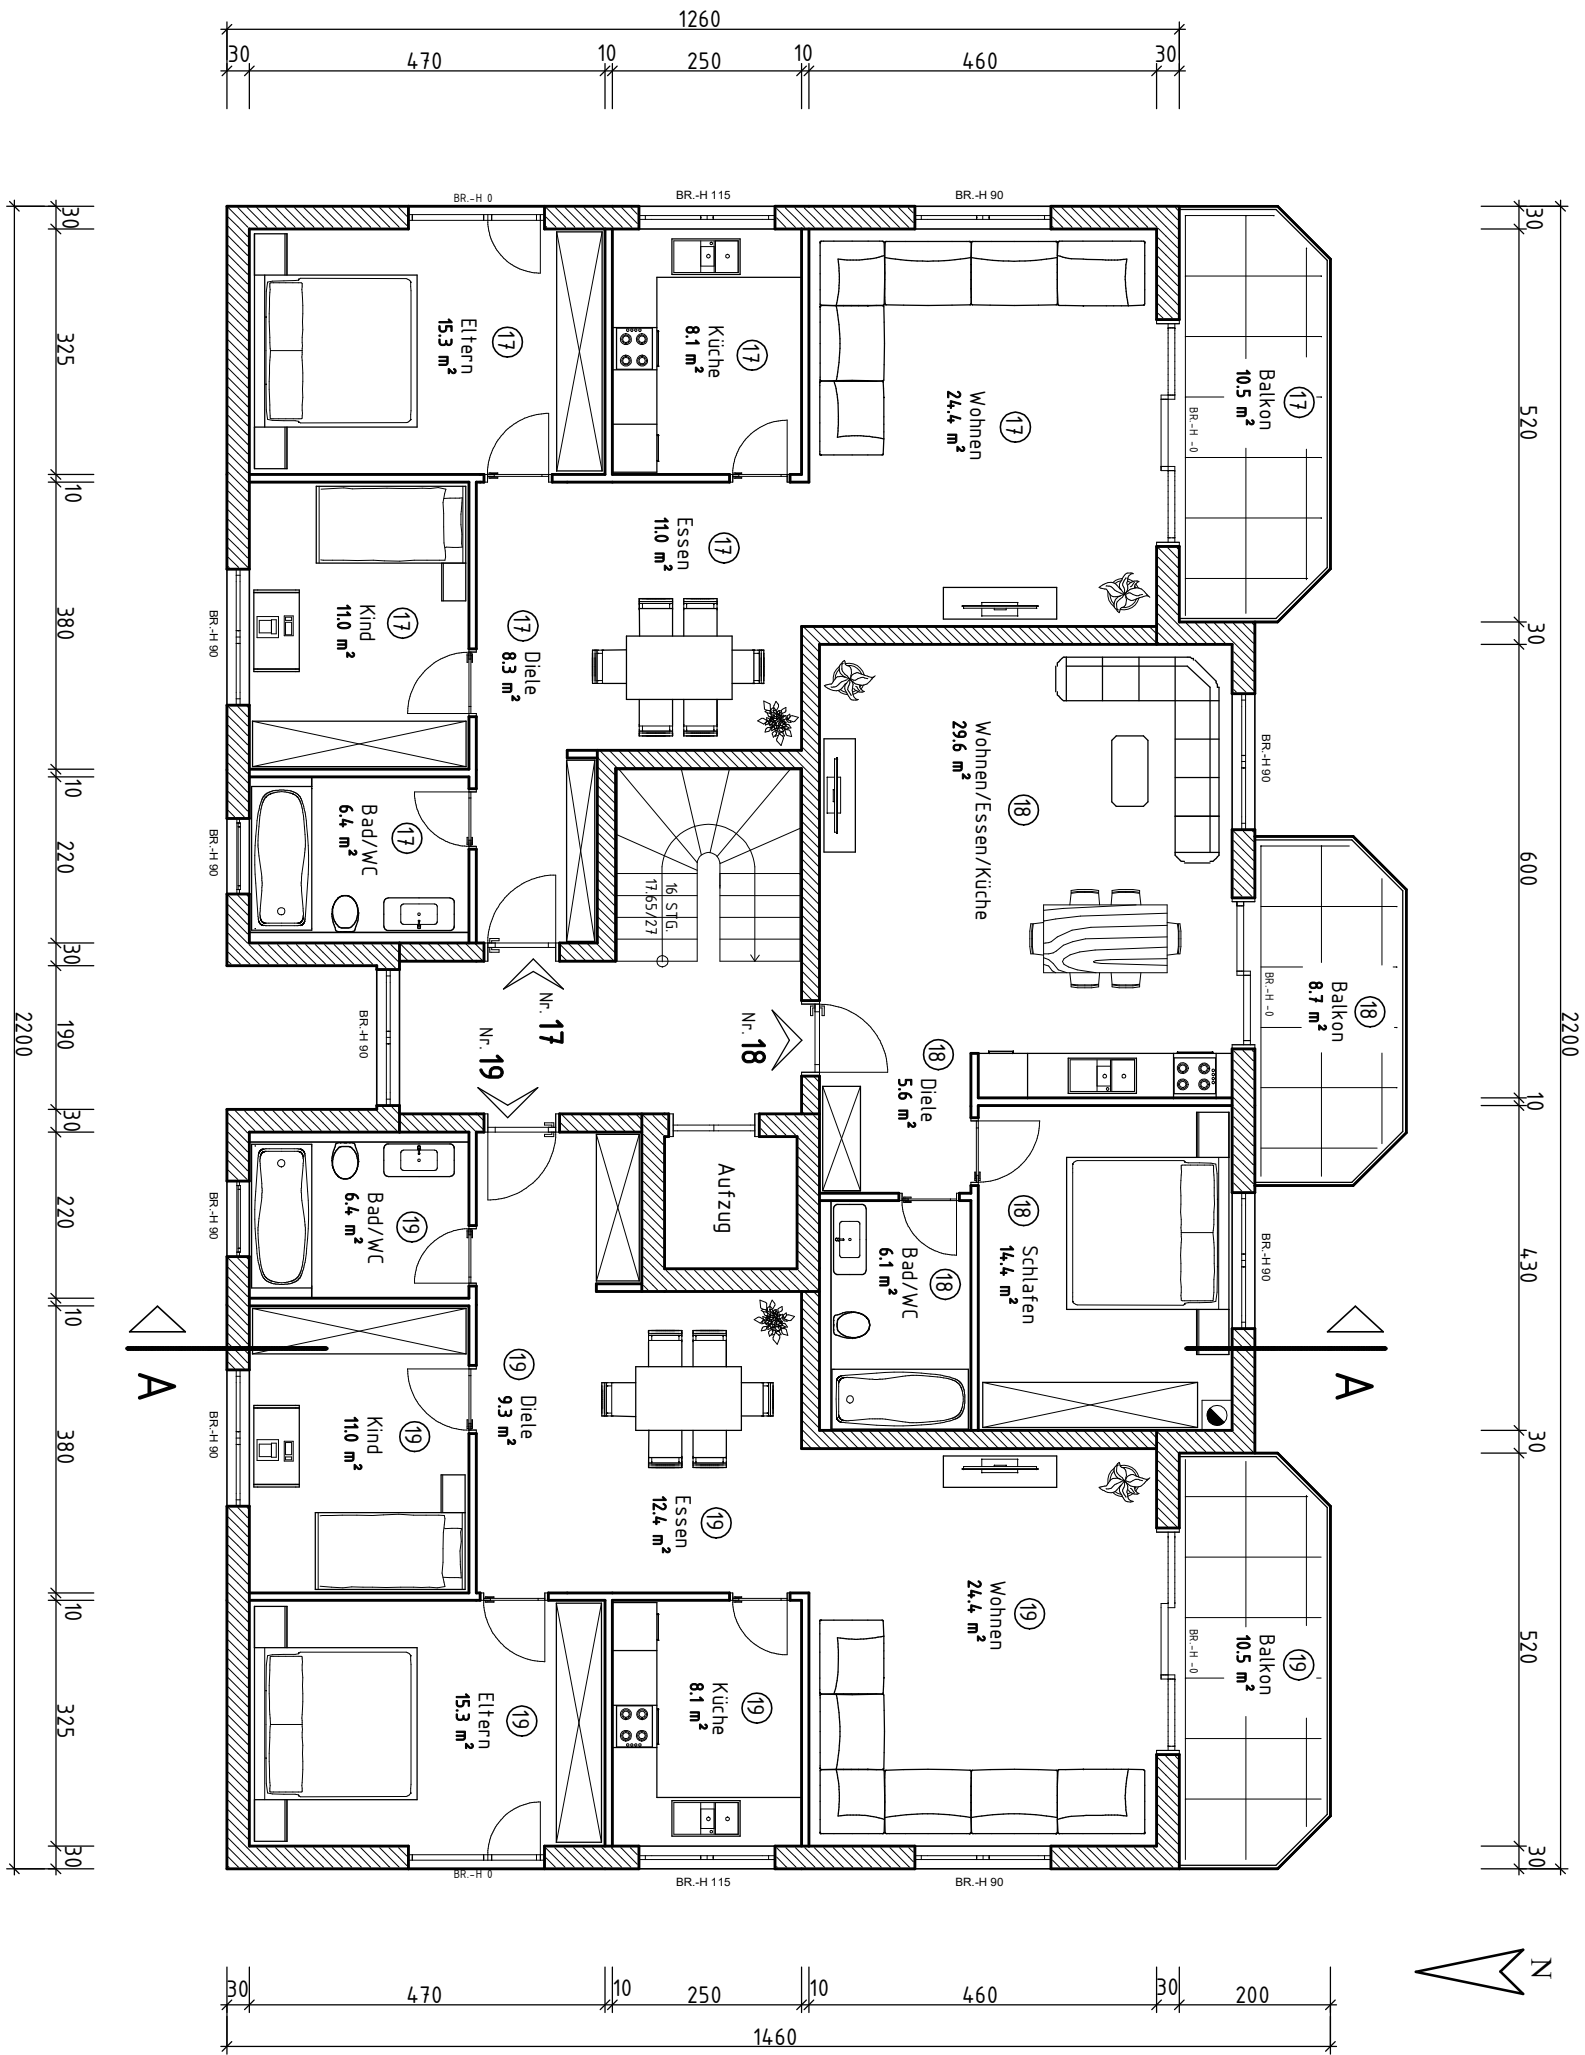 1260
30
470
10
250
10
460
30
BR.-H 0
BR.-H 115
BR.-H 90
2200
30
325
10
380
10
220
30
190
30
220
10
380
10
325
30
2200
30
520
30
600
10
430
30
520
30
17
Eltern
15.3 m²
17
Küche
8.1 m²
17
Wohnen
24.4 m²
17
Balkon
10.5 m²
BR.-H -0
17
Essen
11.0 m²
17
Kind
11.0 m²
BR.-H 90
17
Diele
8.3 m²
17
Bad/WC
6.4 m²
BR.-H 90
16 STG.
17.65/27
18
Wohnen/Essen/Küche
29.6 m²
BR.-H 90
18
Balkon
8.7 m²
BR.-H -0
Nr. 17
Nr. 18
Nr. 19
BR.-H 90
18
Diele
5.6 m²
Aufzug
18
Schlafen
14.4 m²
BR.-H 90
18
Bad/WC
6.1 m²
19
Bad/WC
6.4 m²
BR.-H 90
A
A
19
Diele
9.3 m²
19
Kind
11.0 m²
BR.-H 90
19
Essen
12.4 m²
19
Wohnen
24.4 m²
19
Balkon
10.5 m²
BR.-H -0
19
Eltern
15.3 m²
19
Küche
8.1 m²
BR.-H 0
BR.-H 115
BR.-H 90
N
30
470
10
250
10
460
30
200
1460